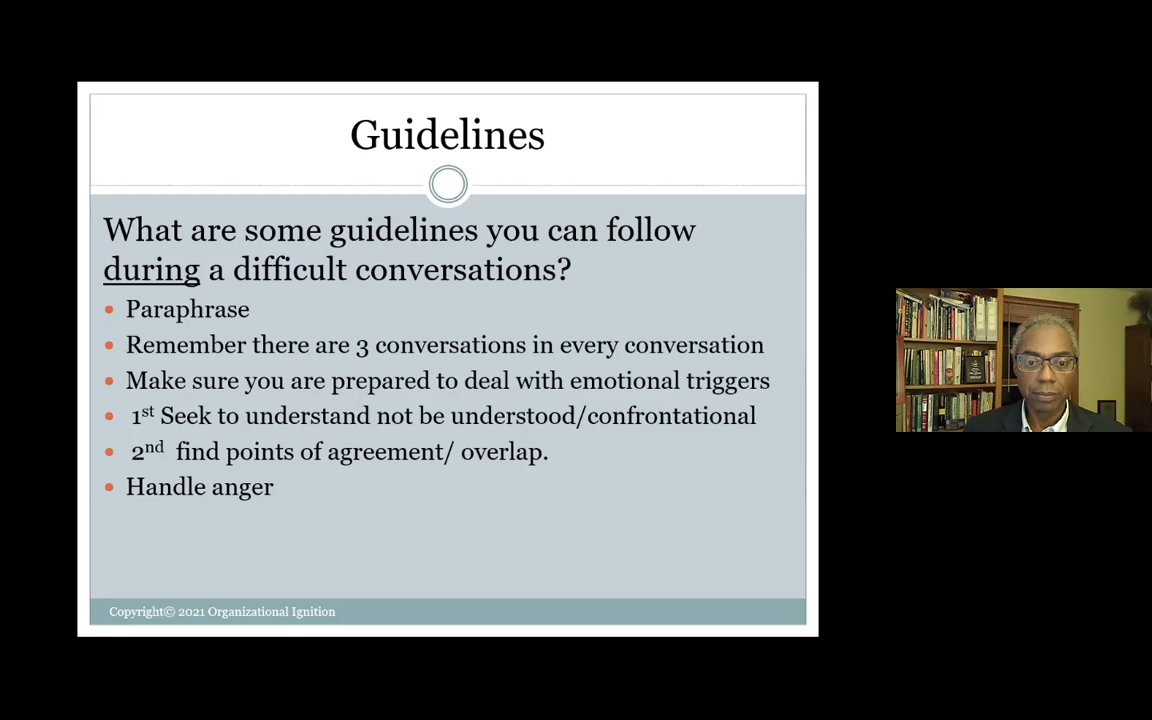 Guidelines
What are some guidelines you can follow
during a difficult conversations?
• Paraphrase
• Remember there are 3 conversations in every conversation
• Make sure you are prepared to deal with emotional triggers
• 1st Seek to understand not be understood/confrontational
• 2nd find points of agreement/ overlap.
• Handle anger
Copyright© 2021 Organizational Ignition